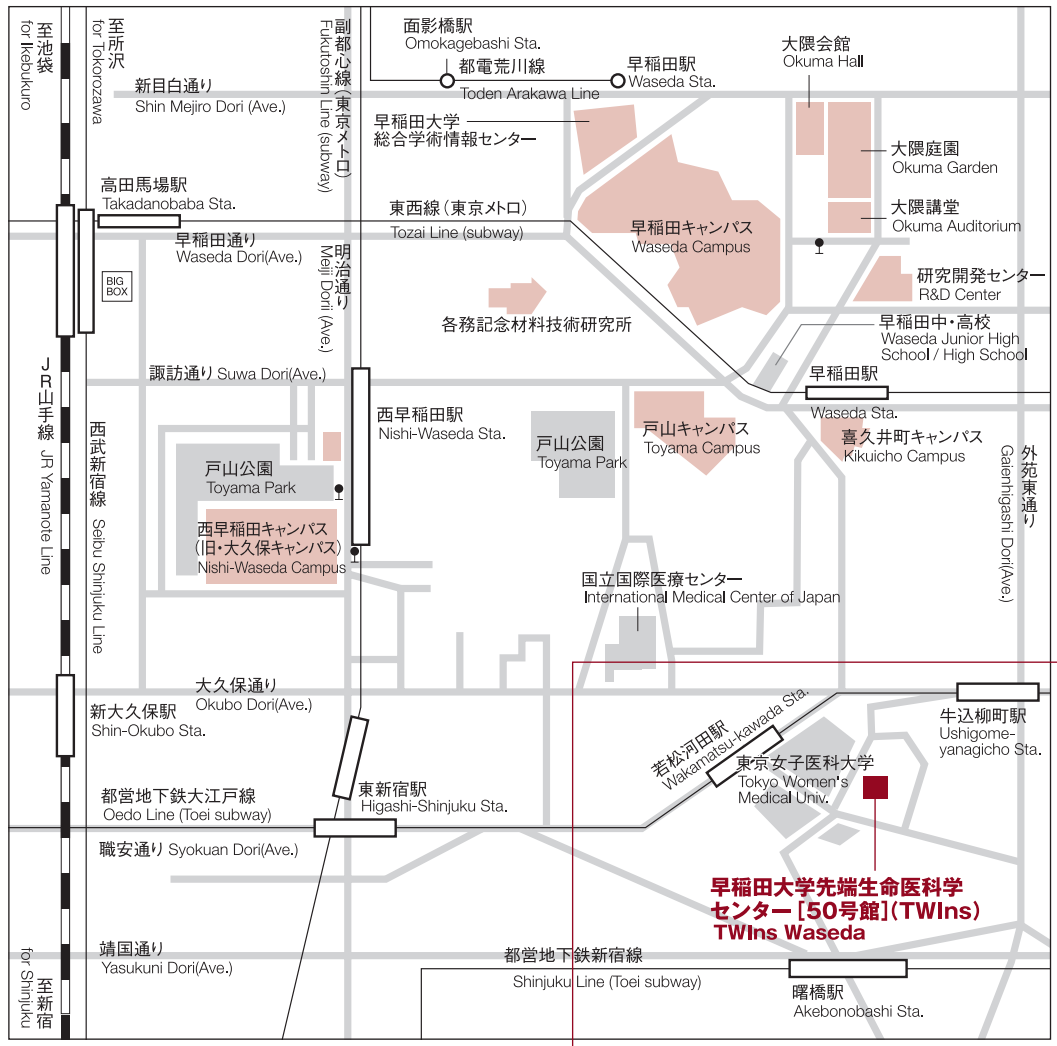 至池袋
for Ikebukuro
至所沢
for Tokorozawa
副都心線(東京メトロ)
Fukutoshin Line (subway)
面影橋駅
Omokagebashi Sta.
都電荒川線
Toden Arakawa Line
早稲田駅
Waseda Sta.
大隈会館
Okuma Hall
新目白通り
Shin Mejiro Dori (Ave.)
早稲田大学
総合学術情報センター
大隈庭園
Okuma Garden
高田馬場駅
Takadanobaba Sta.
東西線(東京メトロ)
Tozai Line (subway)
早稲田キャンパス
Waseda Campus
大隈講堂
Okuma Auditorium
早稲田通り
Waseda Dori(Ave.)
明治通り
Meiji Dorii (Ave.)
BIG
BOX
研究開発センター
R&D Center
各務記念材料技術研究所
早稲田中・高校
Waseda Junior High
School / High School
JR山手線
JR Yamanote Line
諏訪通り Suwa Dori(Ave.)
早稲田駅
Waseda Sta.
西武新宿線
Seibu Shinjuku Line
西早稲田駅
Nishi-Waseda Sta.
戸山公園
Toyama Park
戸山公園
Toyama Park
戸山キャンパス
Toyama Campus
喜久井町キャンパス
Kikuicho Campus
外苑東通り
Gaienhigashi Dori(Ave.)
西早稲田キャンパス
(旧・大久保キャンパス)
Nishi-Waseda Campus
国立国際医療センター
International Medical Center of Japan
大久保通り
Okubo Dori(Ave.)
新大久保駅
Shin-Okubo Sta.
若松河田駅
Wakamatsu-kawada Sta.
牛込柳町駅
Ushigome-
yanagicho Sta.
東京女子医科大学
Tokyo Women's
Medical Univ.
東新宿駅
Higashi-Shinjuku Sta.
都営地下鉄大江戸線
Oedo Line (Toei subway)
職安通り Syokuan Dori(Ave.)
早稲田大学先端生命医科学
センター[50号館](TWIns)
TWIns Waseda
靖国通り
Yasukuni Dori(Ave.)
都営地下鉄新宿線
Shinjuku Line (Toei subway)
曙橋駅
Akebonobashi Sta.
至新宿
for Shinjuku